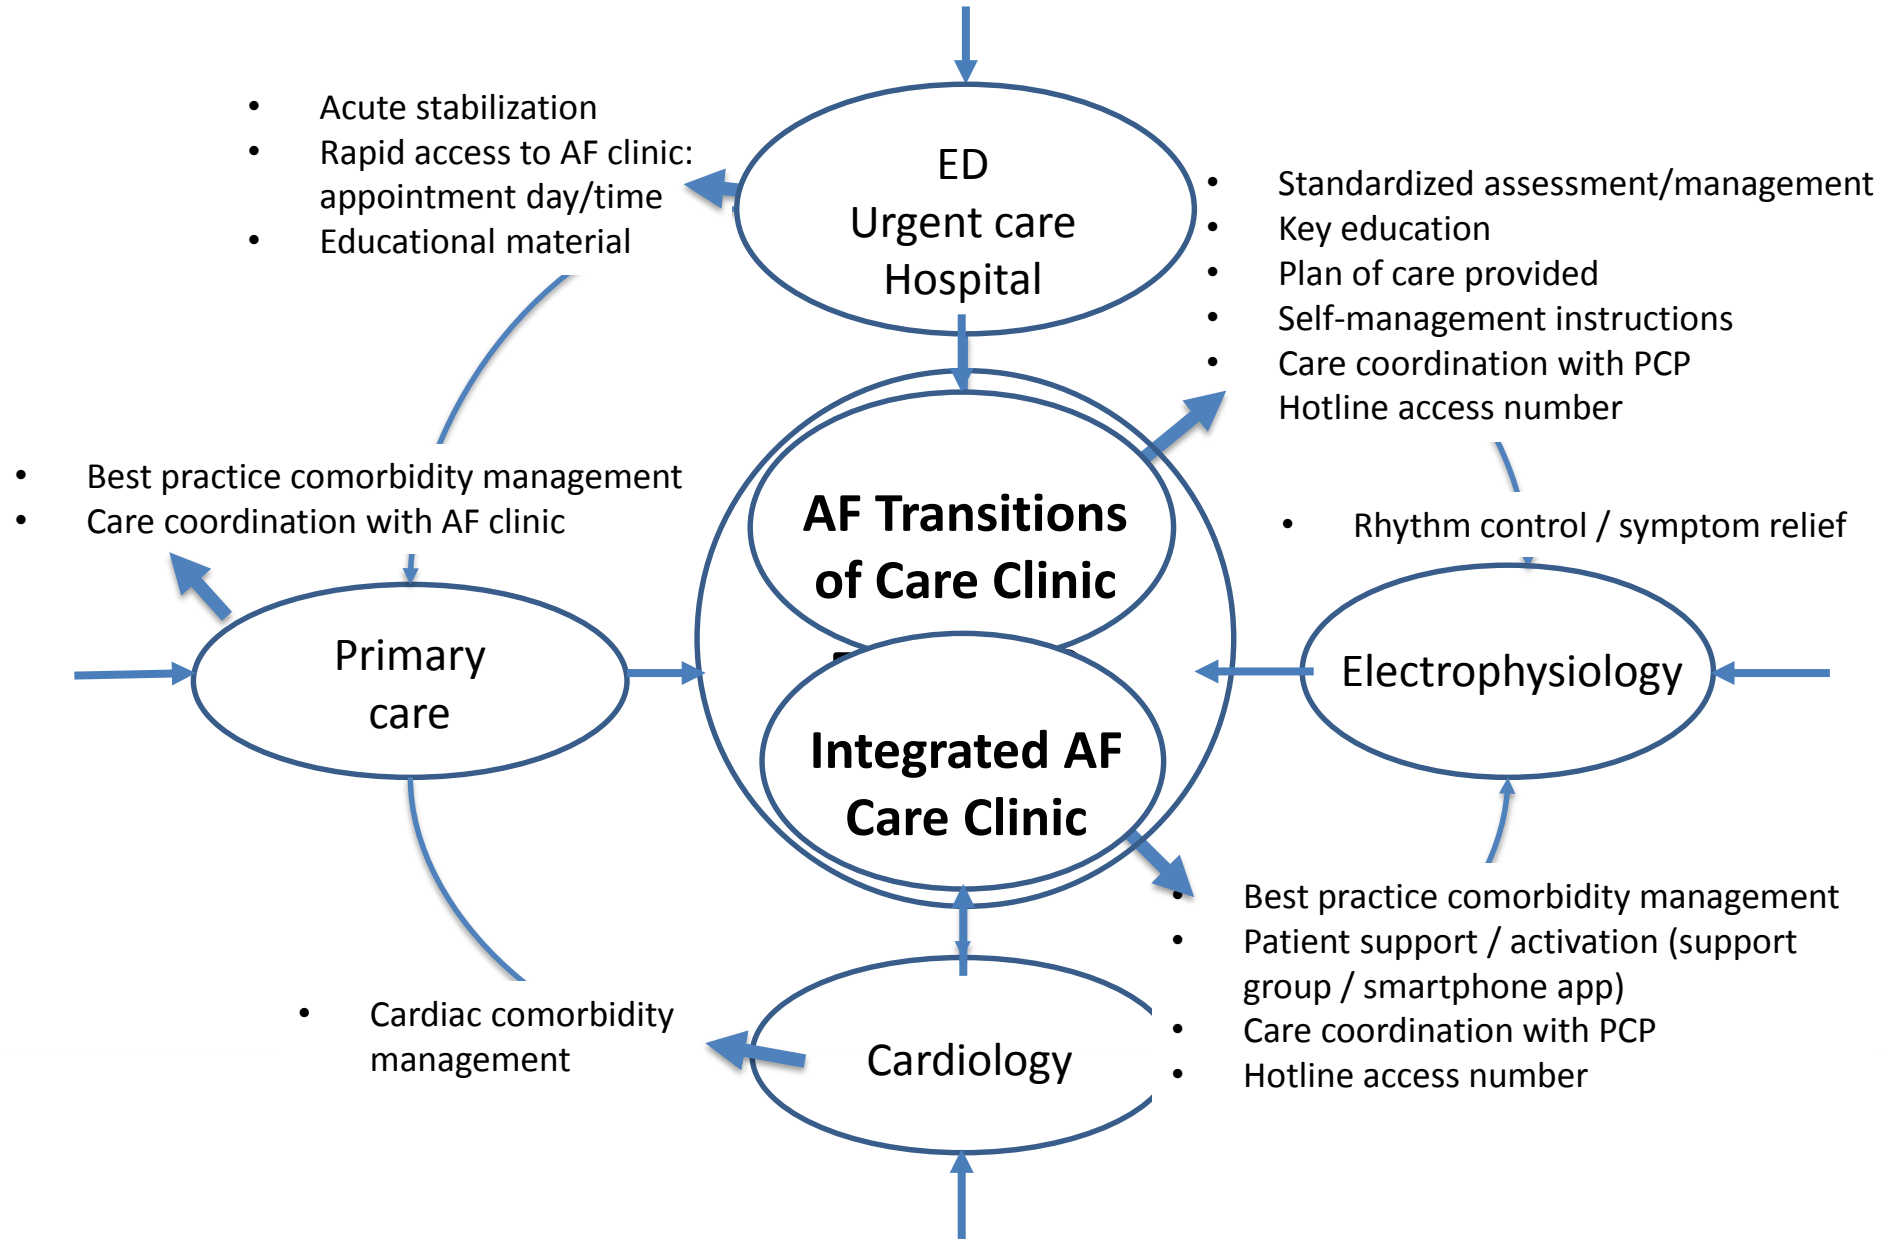 • Acute stabilization
• Rapid access to AF clinic:
appointment day/time
• Educational material
ED
Urgent care
Hospital
• Standardized assessment/management
• Key education
• Plan of care provided
• Self-management instructions
• Care coordination with PCP
Hotline access number
• Best practice comorbidity management
• Care coordination with AF clinic
AF Transitions
of Care Clinic
• Rhythm control / symptom relief
Primary
care
Electrophysiology
Integrated AF
Care Clinic
• Best practice comorbidity management
• Patient support / activation (support
group / smartphone app)
• Care coordination with PCP
• Hotline access number
• Cardiac comorbidity
management
Cardiology